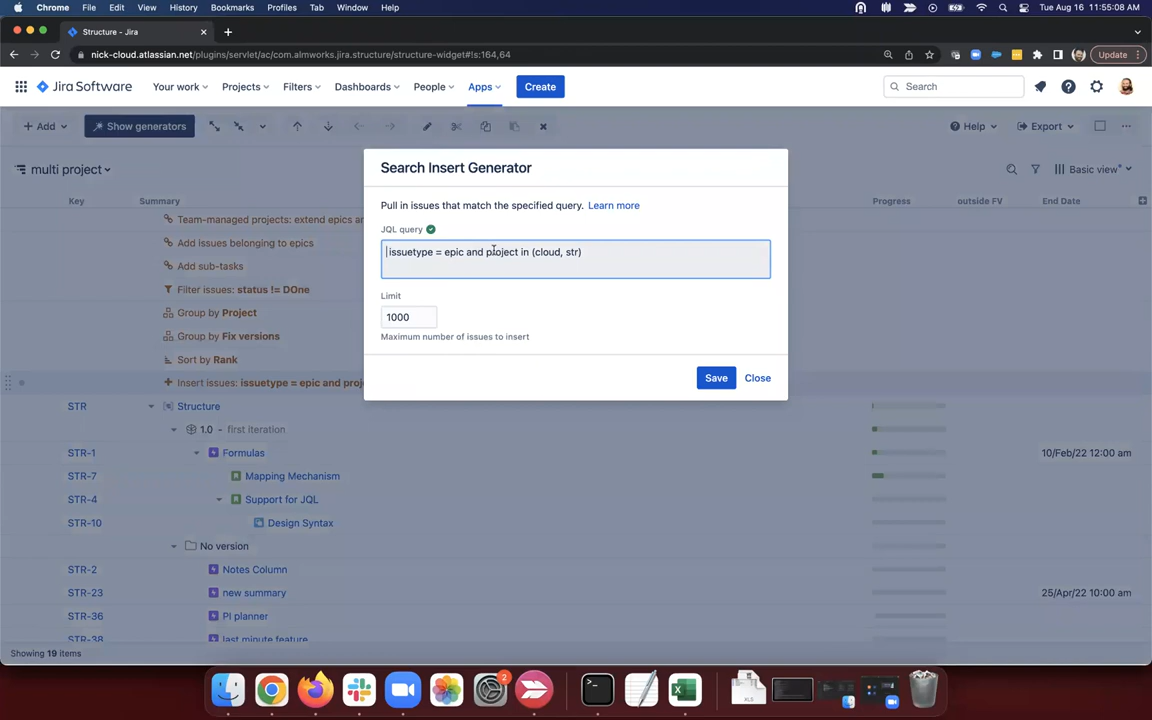 Chrome File Edit View History Bookmarks Profiles Tab Window Help
2
Tue Aug 16 11:55:08 AM
Structure - Jira
nick-cloud.atlassian.net/plugins/servlet/ac/com.almworks.jira.structure/structure-widget#!s:164,64
Update
Jira Software
Your work
Projects
Filters
Dashboards
People
Apps
Create
Search
Add
Show generators
Help
Export
multi project
Basic view*
Key
Summary
Progress
outside FV
End Date
Search Insert Generator
Pull in issues that match the specified query. Learn more
JQL query
issuetype = epic and project in (cloud, str)
Limit
1000
Maximum number of issues to insert
Save
Close
Team-managed projects: extend epics an
Add issues belonging to epics
Add sub-tasks
Filter issues: status != DOne
Group by Project
Group by Fix versions
Sort by Rank
Insert issues: issuetype = epic and proj
STR Structure
1.0 - first iteration
STR-1 Formulas 10/Feb/22 12:00 am
STR-7 Mapping Mechanism
STR-4 Support for JQL
STR-10 Design Syntax
No version
STR-2 Notes Column
STR-23 new summary 25/Apr/22 10:00 am
STR-36 PI planner
STR-38 last minute feature
Showing 19 items